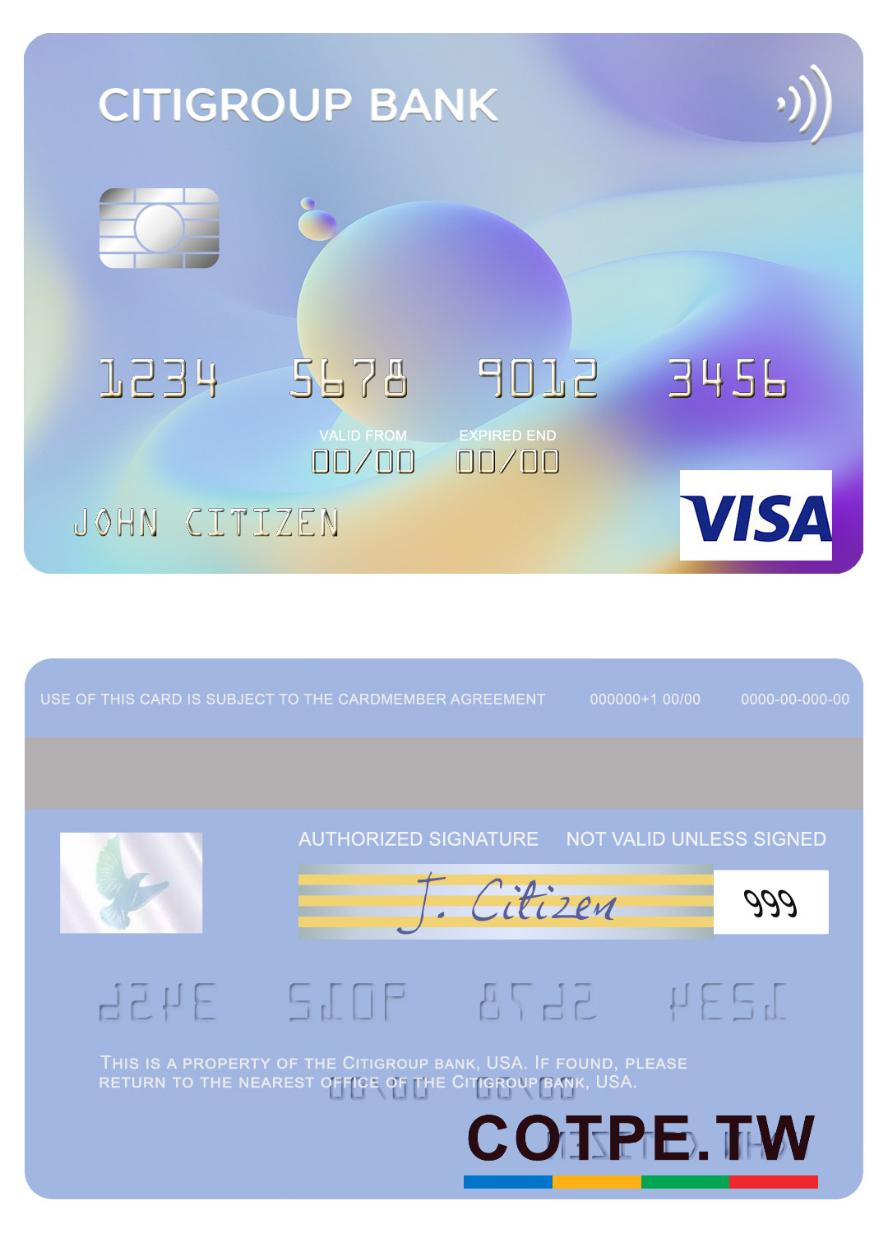 CITIGROUP BANK
1234 5678 9012 3456
VALID FROM EXPIRED END
00/00 00/00
JOHN CITIZEN
VISA
USE OF THIS CARD IS SUBJECT TO THE CARDMEMBER AGREEMENT 000000+1 00/00 0000-00-000-00
AUTHORIZED SIGNATURE NOT VALID UNLESS SIGNED
J. Citizen 999
THIS IS A PROPERTY OF THE CITIGROUP BANK, USA. IF FOUND, PLEASE
RETURN TO THE NEAREST OFFICE OF THE CITIGROUP BANK, USA.
COTPE.TW